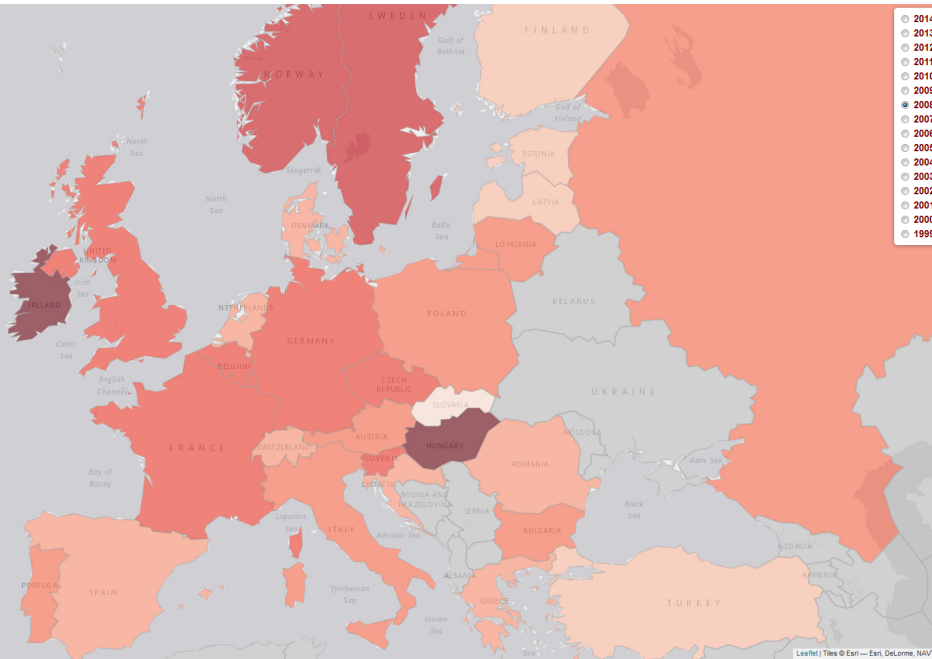 SWEDEN
FINLAND
Gulf of
Bothnia
NORWAY
Gulf of
Finland
North
Sea
ESTONIA
Skagerrak
North
Sea
LATVIA
DENMARK
Baltic
Sea
LITHUANIA
UNITED
KINGDOM
Irish
Sea
IRELAND
NETHERLANDS
BELARUS
POLAND
GERMANY
Celtic
Sea
BELGIUM
English
Channel
CZECH
REPUBLIC
UKRAINE
SLOVAKIA
FRANCE
AUSTRIA
MOLDOVA
SWITZERLAND
HUNGARY
SLOVENI
ROMANIA
Azov Sea
Bay of
Biscay
CROATIA
BOSNIA AND
HERZEGOVINA
SERBIA
Black
Sea
Ligurian
Sea
ITALY
Adriatic Sea
BULGARIA
GEORGIA
ALBANIA
ARMENIA
PORTUGAL
SPAIN
Tyrrhenian
Sea
GREECE
TURKEY
Ionian
Sea
Sea
2014
2013
2012
2011
2010
2009
2008
2007
2006
2005
2004
2003
2002
2001
2000
1999
Leaflet | Tiles © Esri — Esri, DeLorme, NAV